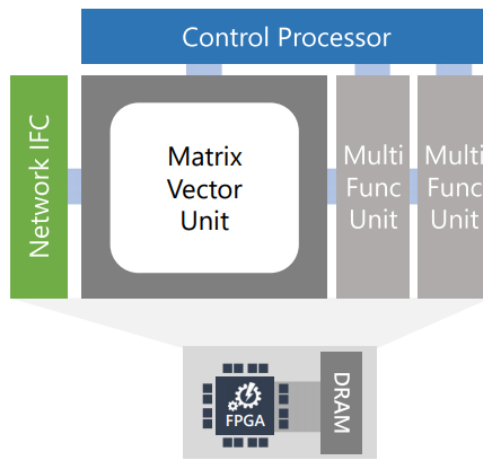 Control Processor
Network IFC
Matrix
Vector
Unit
Multi
Func
Unit
Multi
Func
Unit
FPGA
DRAM